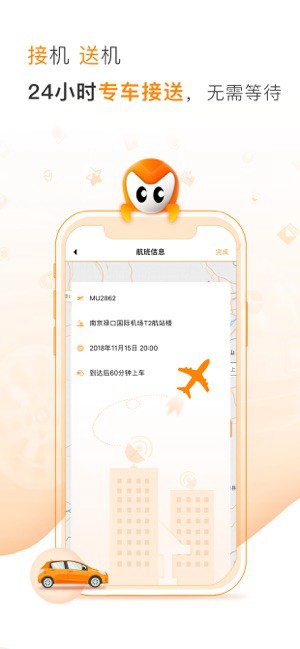 接机 送机
24小时专车接送，无需等待
航班信息
完成
MU2862
南京禄口国际机场T2航站楼
2018年11月15日 20:00
到达后60分钟上车